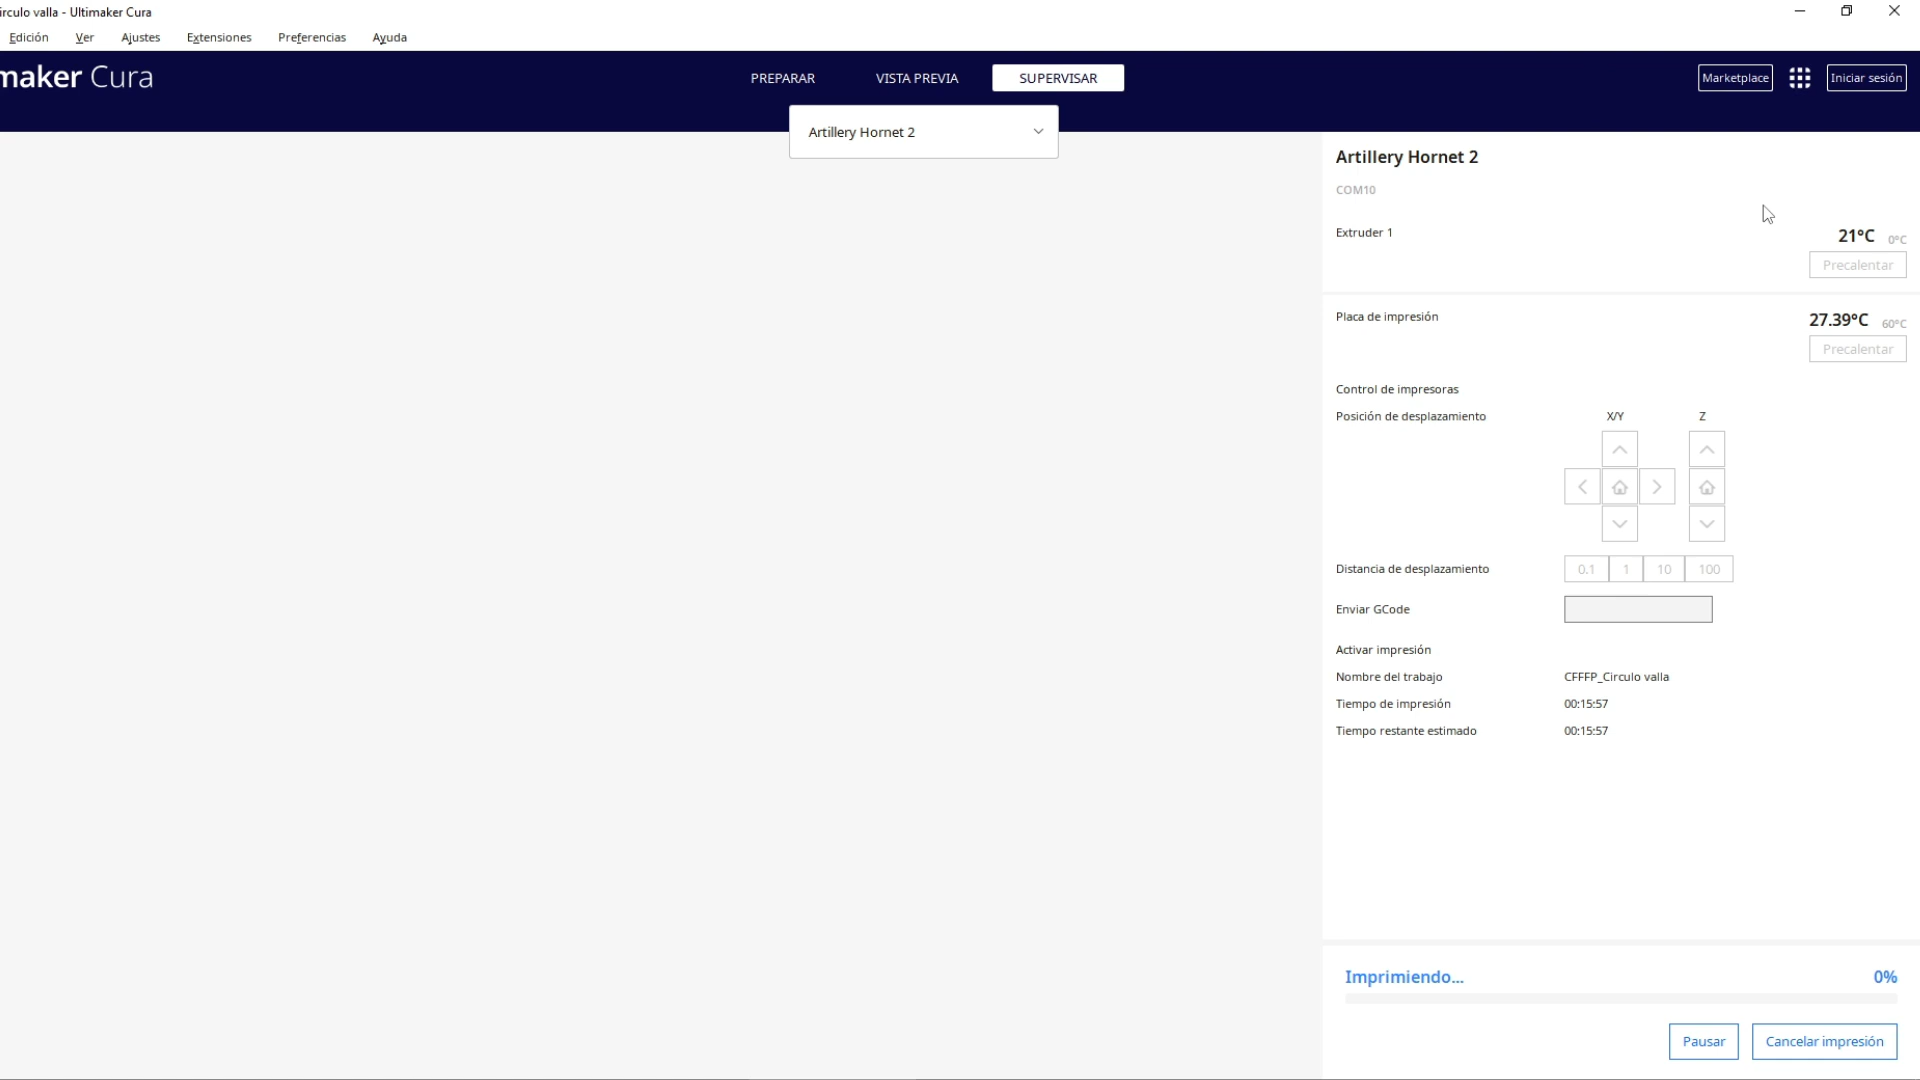 irculo valla - Ultimaker Cura
Edición Ver Ajustes Extensiones Preferencias Ayuda
maker Cura
PREPARAR VISTA PREVIA SUPERVISAR
Marketplace Iniciar sesión
Artillery Hornet 2
Artillery Hornet 2
COM10
Extruder 1 21°C 0°C
Precalentar
Placa de impresión 27.39°C 60°C
Precalentar
Control de impresoras
Posición de desplazamiento X/Y Z
Distancia de desplazamiento 0.1 1 10 100
Enviar GCode
Activar impresión
Nombre del trabajo CFFFP_Circulo valla
Tiempo de impresión 00:15:57
Tiempo restante estimado 00:15:57
Imprimiendo... 0%
Pausar Cancelar impresión